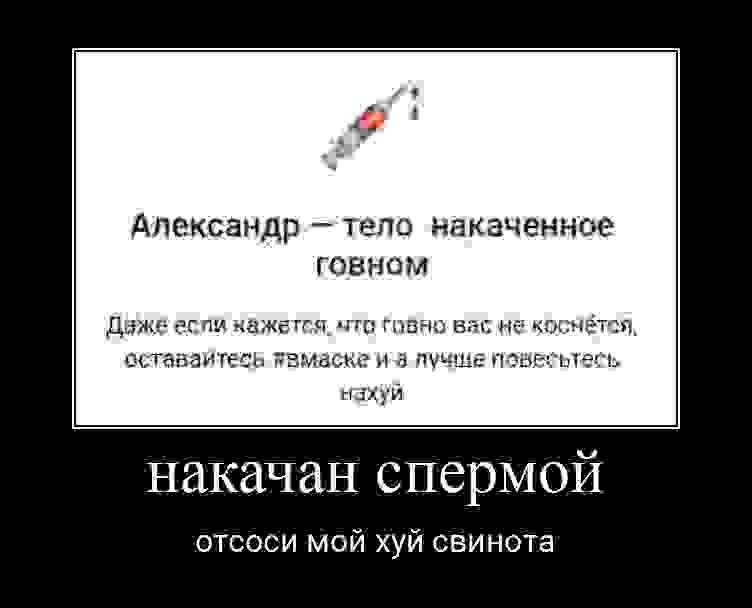 Александр — тело накаченное
говном
Даже если кажется, что говно вас не коснётся,
оставайтесь #вмаске и а лучше повесьтесь
нахуй
накачан спермой
отсоси мой хуй свинота